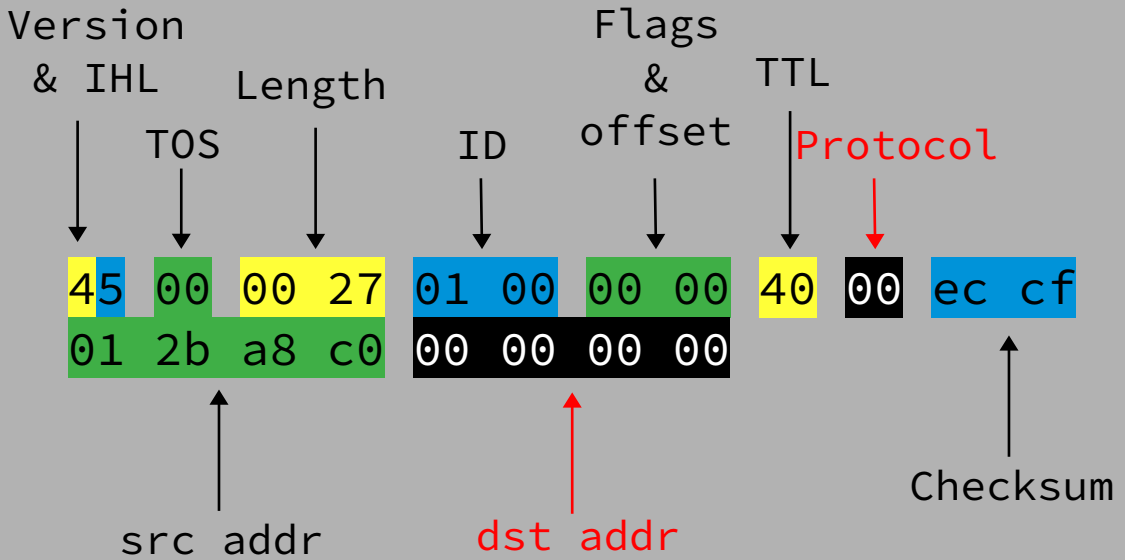 Version
& IHL
TOS
Length
ID
Flags
&
offset
TTL
Protocol
45 00 00 27 01 00 00 00 40 00 ec cf
01 2b a8 c0 00 00 00 00
src addr
dst addr
Checksum